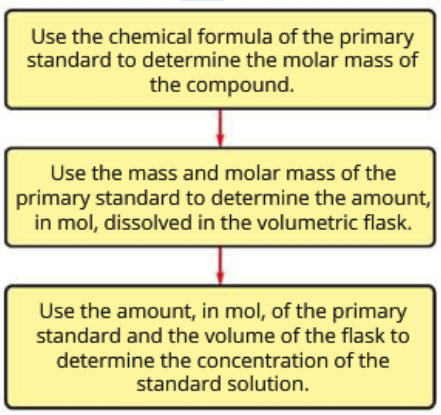 Use the chemical formula of the primary
standard to determine the molar mass of
the compound.
Use the mass and molar mass of the
primary standard to determine the amount,
in mol, dissolved in the volumetric flask.
Use the amount, in mol, of the primary
standard and the volume of the flask to
determine the concentration of the
standard solution.